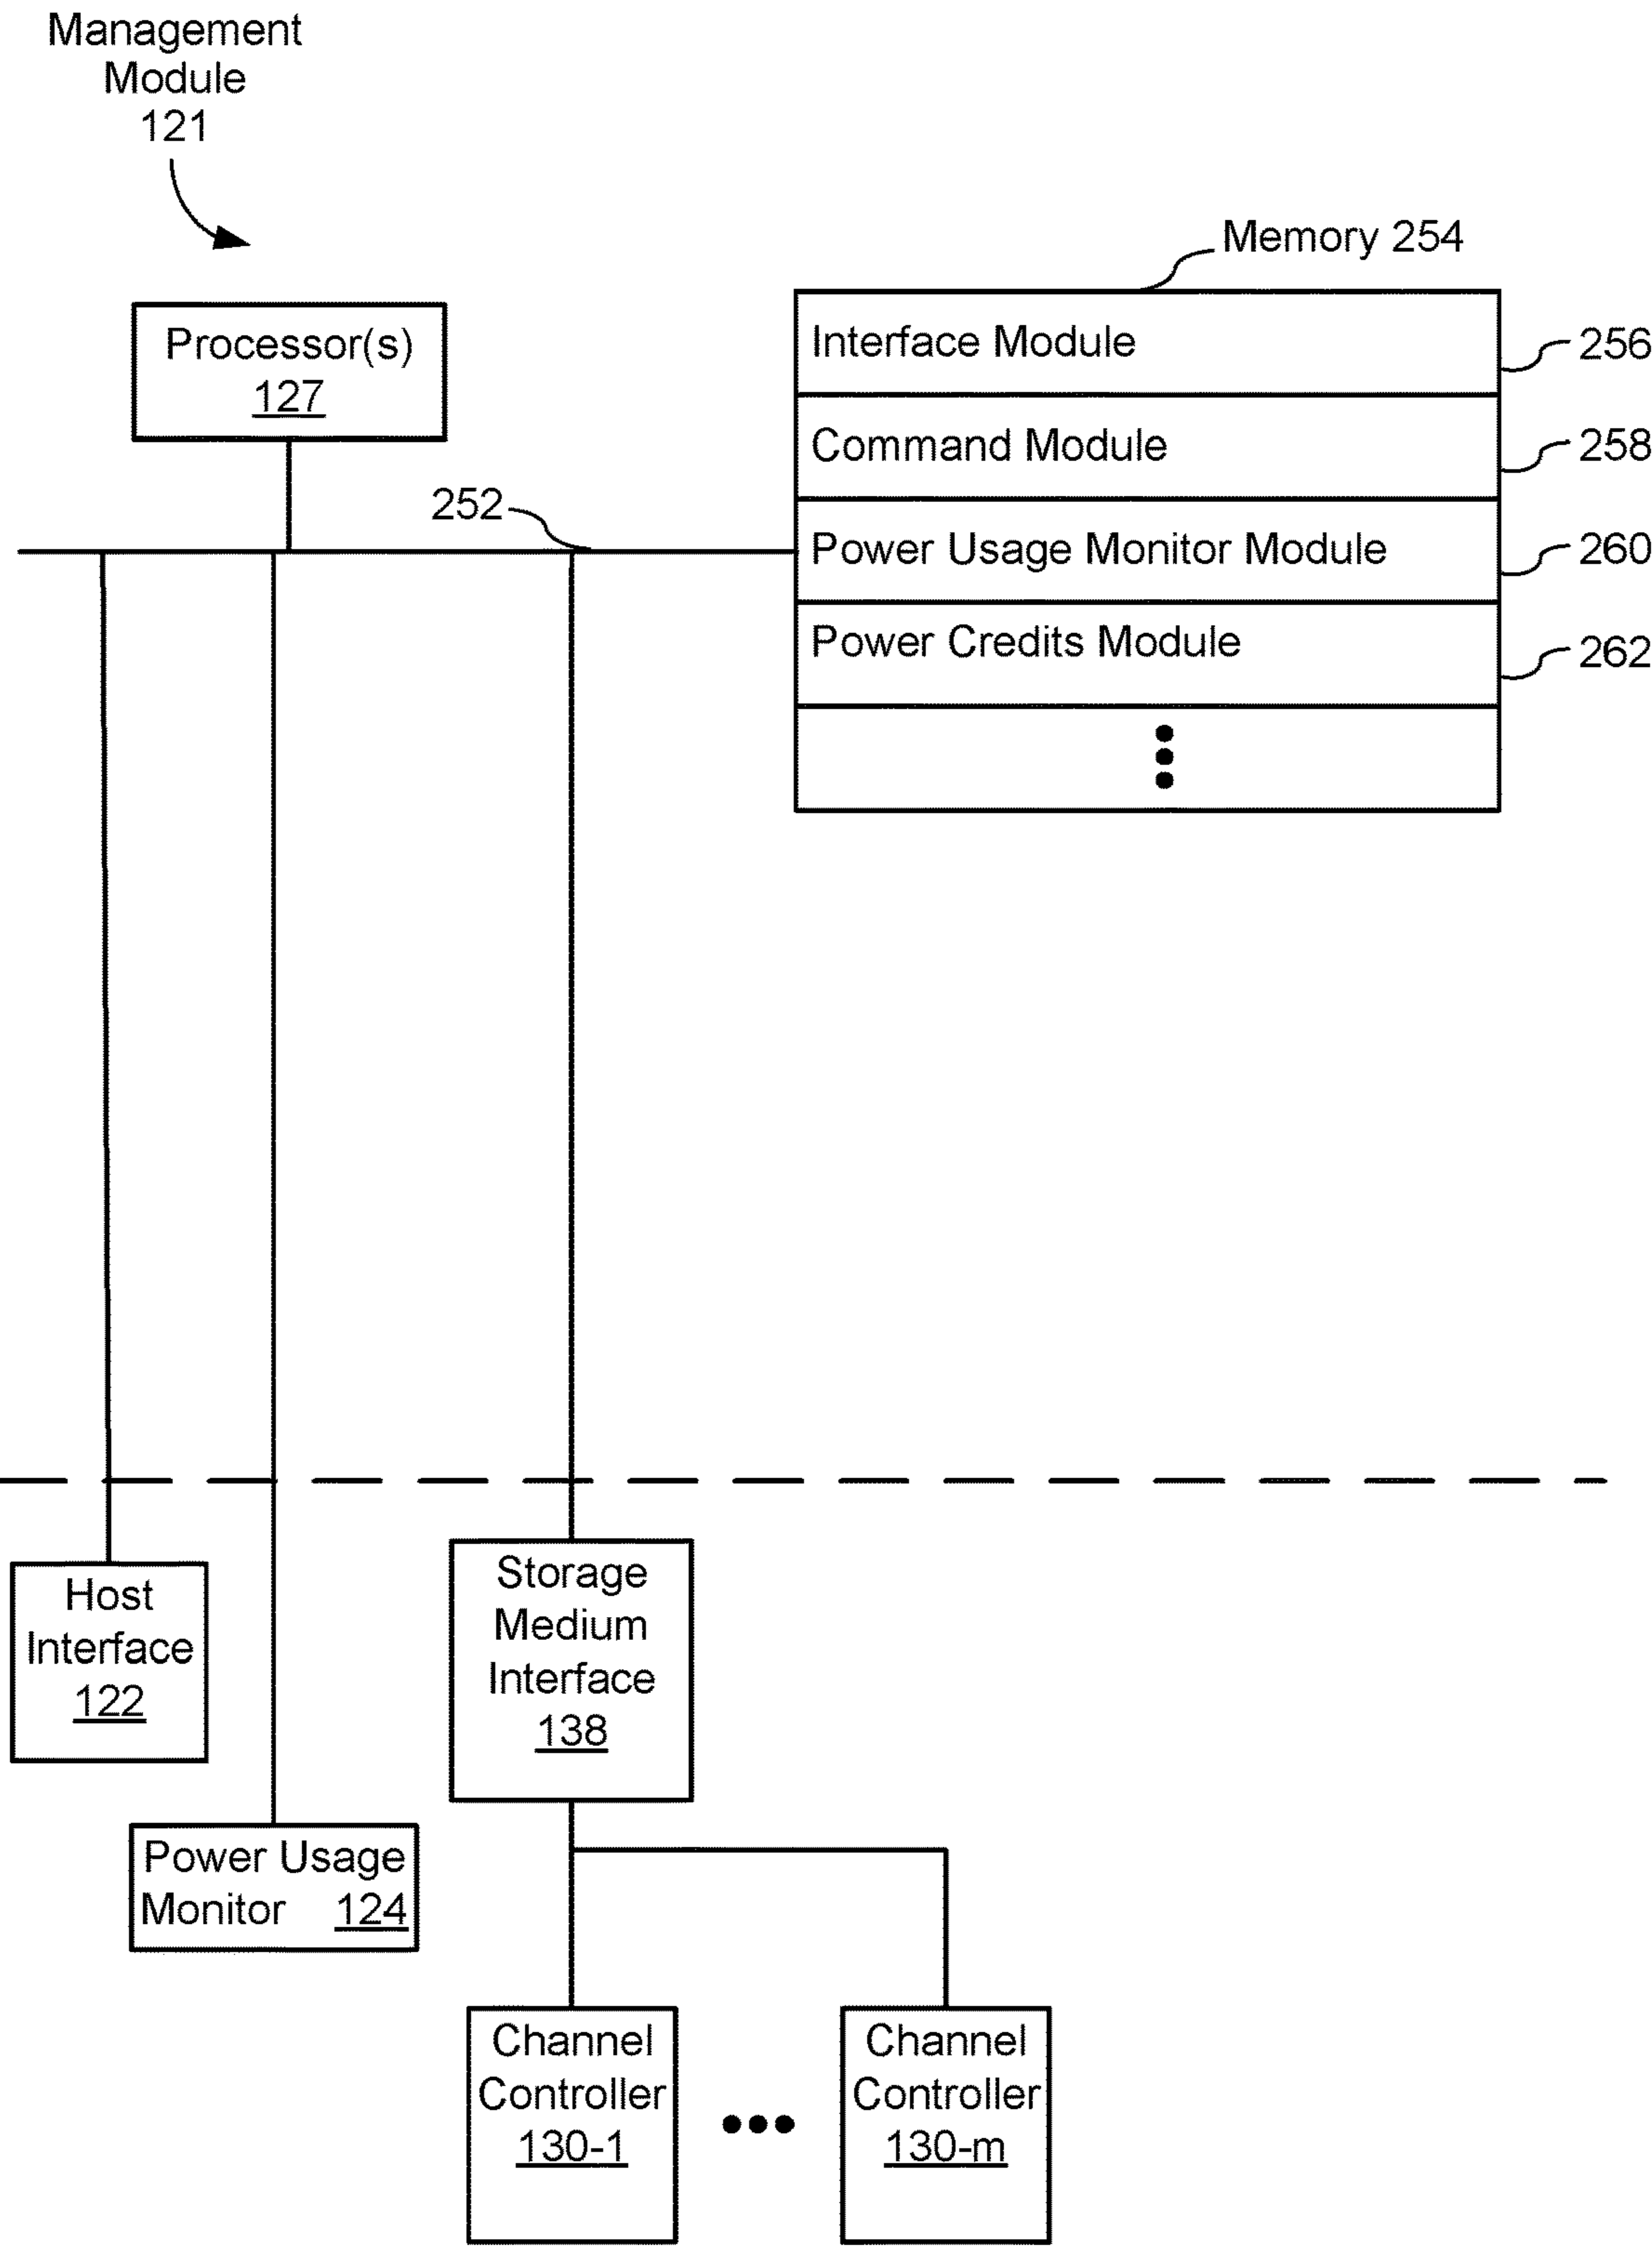 Management
Module
121
Memory 254
Processor(s)
127
Interface Module
256
Command Module
258
252
Power Usage Monitor Module
260
Power Credits Module
262
Host
Interface
122
Storage
Medium
Interface
138
Power Usage
Monitor 124
Channel
Controller
130-1
Channel
Controller
130-m